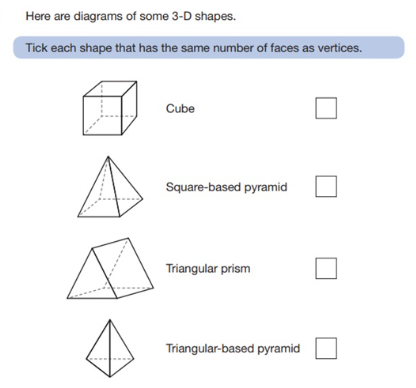 Here are diagrams of some 3-D shapes.
Tick each shape that has the same number of faces as vertices.
Cube
Square-based pyramid
Triangular prism
Triangular-based pyramid